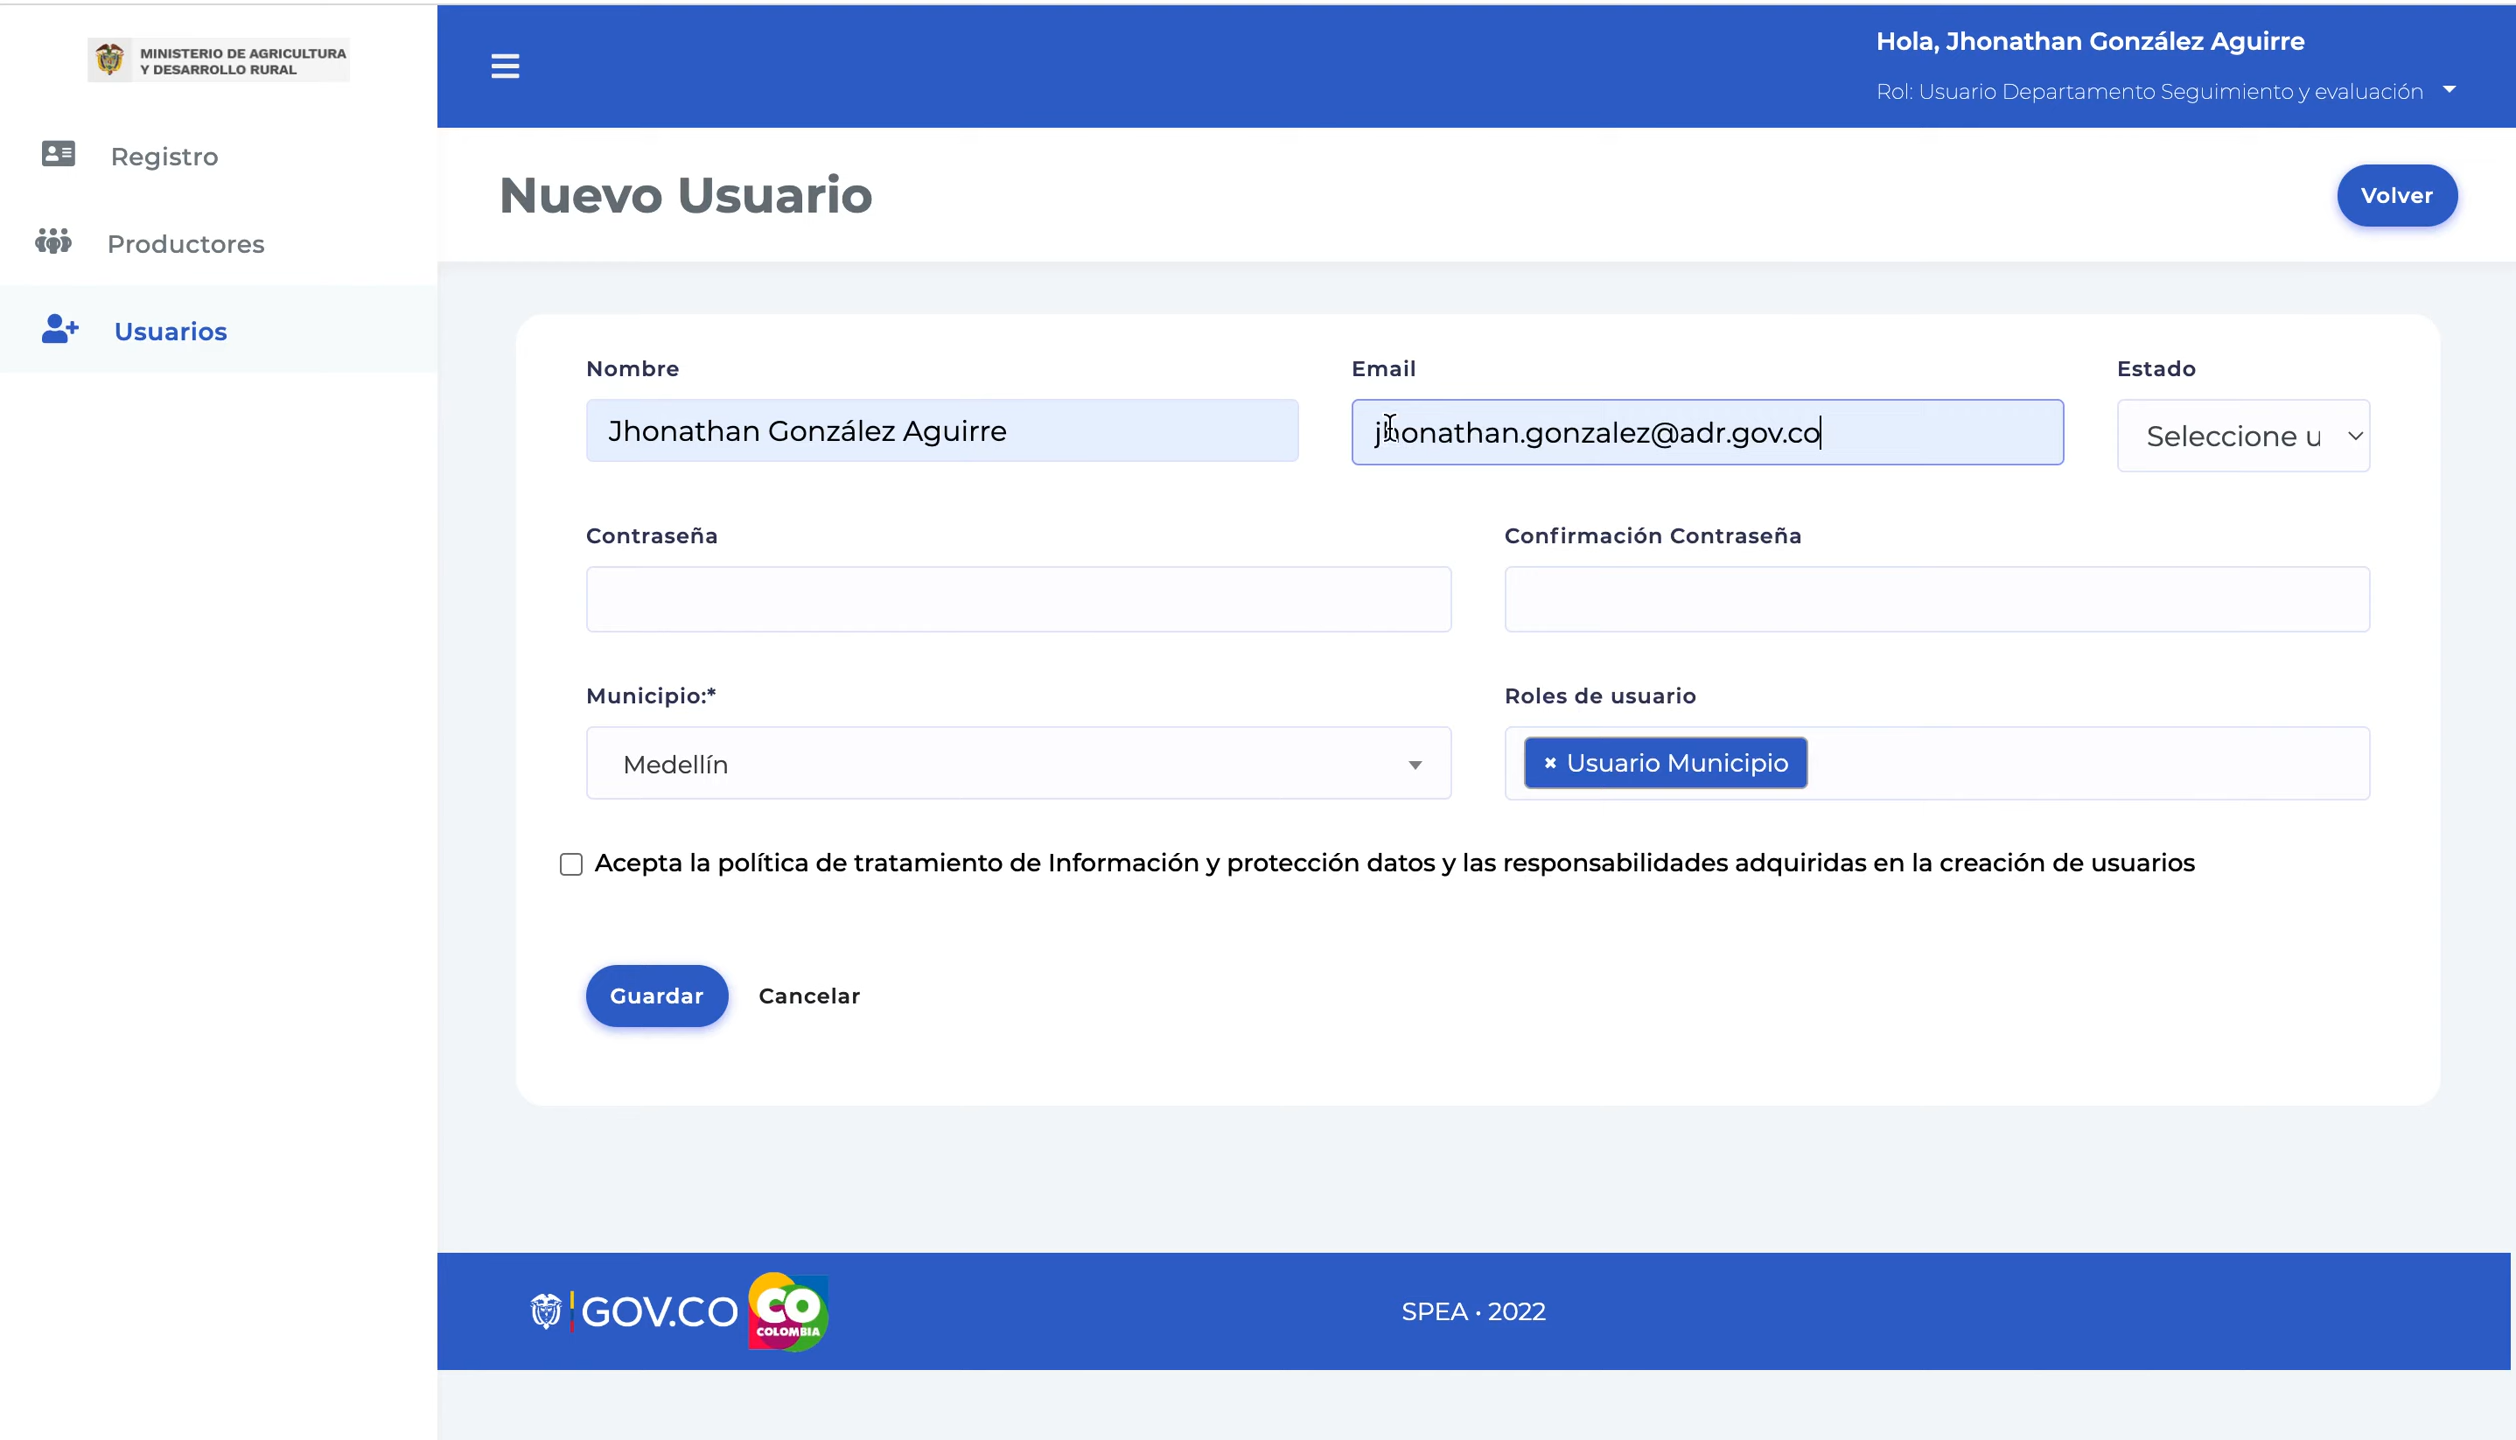 MINISTERIO DE AGRICULTURA
Y DESARROLLO RURAL
Hola, Jhonathan González Aguirre
Rol: Usuario Departamento Seguimiento y evaluación
Registro
Productores
Usuarios
Nuevo Usuario
Volver
Nombre
Email
Estado
Jhonathan González Aguirre
jhonathan.gonzalez@adr.gov.co
Seleccione u
Contraseña
Confirmación Contraseña
Municipio:*
Roles de usuario
Medellín
× Usuario Municipio
Acepta la política de tratamiento de Información y protección datos y las responsabilidades adquiridas en la creación de usuarios
Guardar
Cancelar
GOV.CO
CO
COLOMBIA
SPEA • 2022